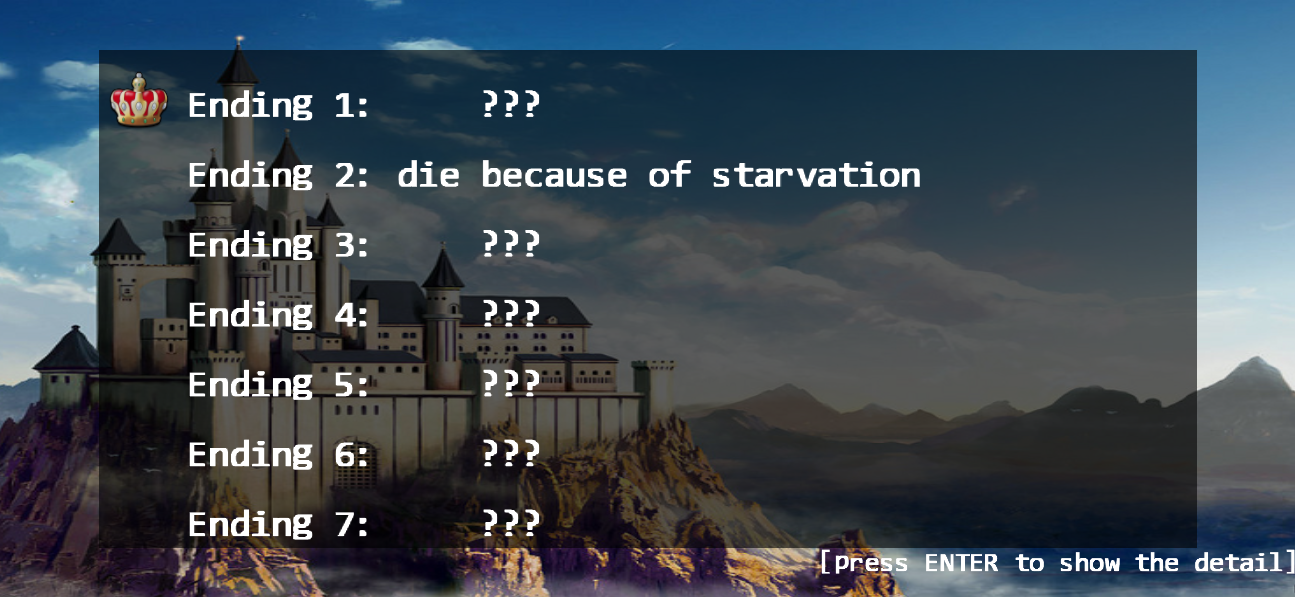 Ending 1: ???
Ending 2: die because of starvation
Ending 3: ???
Ending 4: ???
Ending 5: ???
Ending 6: ???
Ending 7: ???
[Press ENTER to show the detail]